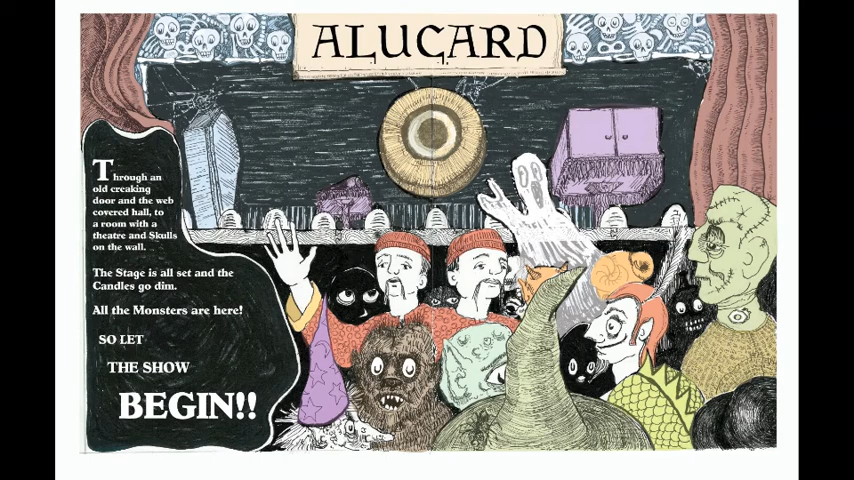 ALUCARD
Through an
old creaking
door and the web
covered hall, to
a room with a
theatre and Skulls
on the wall.
The Stage is all set and the
Candles go dim.
All the Monsters are here!
SO LET
THE SHOW
BEGIN!!